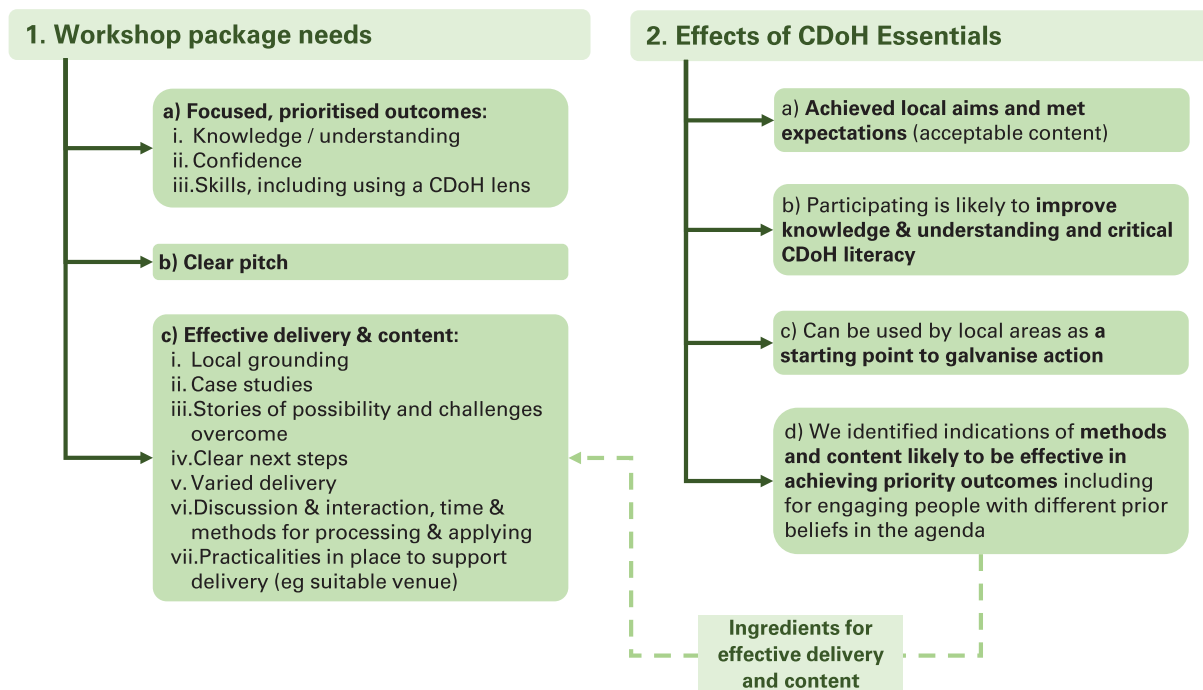 1. Workshop package needs
a) Focused, prioritised outcomes:
i. Knowledge / understanding
ii. Confidence
iii.Skills, including using a CDoH lens
b) Clear pitch
c) Effective delivery & content:
i. Local grounding
ii. Case studies
iii.Stories of possibility and challenges
overcome
iv.Clear next steps
v. Varied delivery
vi.Discussion & interaction, time &
methods for processing & applying
vii.Practicalities in place to support
delivery (eg suitable venue)
2. Effects of CDoH Essentials
a) Achieved local aims and met
expectations (acceptable content)
b) Participating is likely to improve
knowledge & understanding and critical
CDoH literacy
c) Can be used by local areas as a
starting point to galvanise action
d) We identified indications of methods
and content likely to be effective in
achieving priority outcomes including
for engaging people with different prior
beliefs in the agenda
Ingredients for
effective delivery
and content